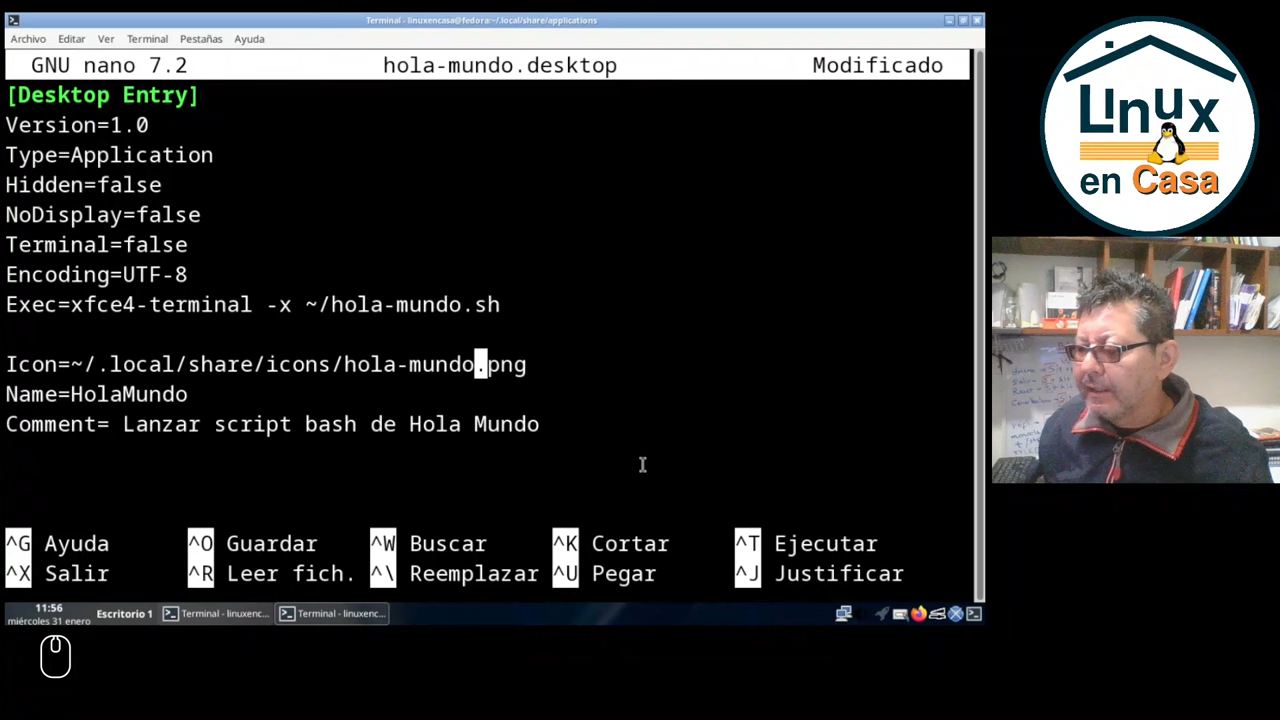 Terminal - linuxencasa@fedora:~/.local/share/applications
Archivo Editar Ver Terminal Pestañas Ayuda
GNU nano 7.2 hola-mundo.desktop Modificado
[Desktop Entry]
Version=1.0
Type=Application
Hidden=false
NoDisplay=false
Terminal=false
Encoding=UTF-8
Exec=xfce4-terminal -x ~/hola-mundo.sh
Icon=~/.local/share/icons/hola-mundo.png
Name=HolaMundo
Comment= Lanzar script bash de Hola Mundo
^G Ayuda ^O Guardar ^W Buscar ^K Cortar ^T Ejecutar
^X Salir ^R Leer fich. ^\ Reemplazar ^U Pegar ^J Justificar
11:56
miércoles 31 enero
Escritorio 1
Terminal - linuxenc...
Terminal - linuxenc...
Linux
en Casa